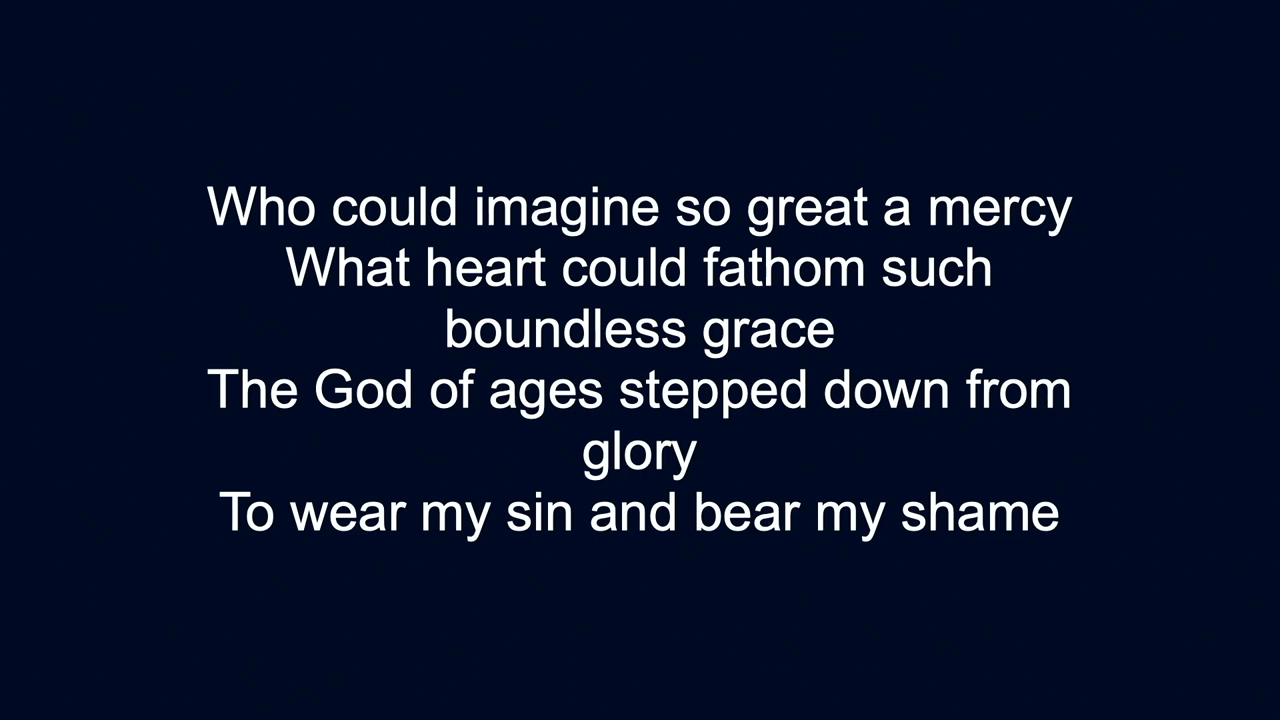 Who could imagine so great a mercy
What heart could fathom such
boundless grace
The God of ages stepped down from
glory
To wear my sin and bear my shame